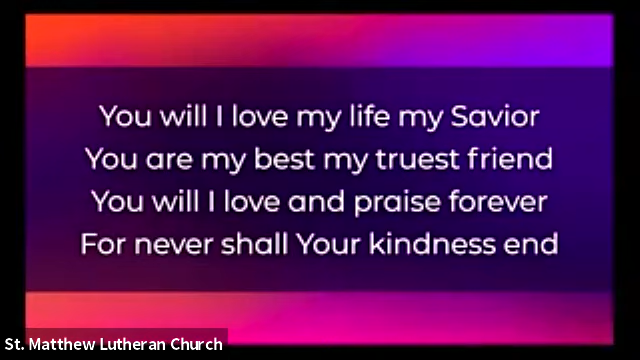 You will I love my life my Savior
You are my best my truest friend
You will I love and praise forever
For never shall Your kindness end
St. Matthew Lutheran Church